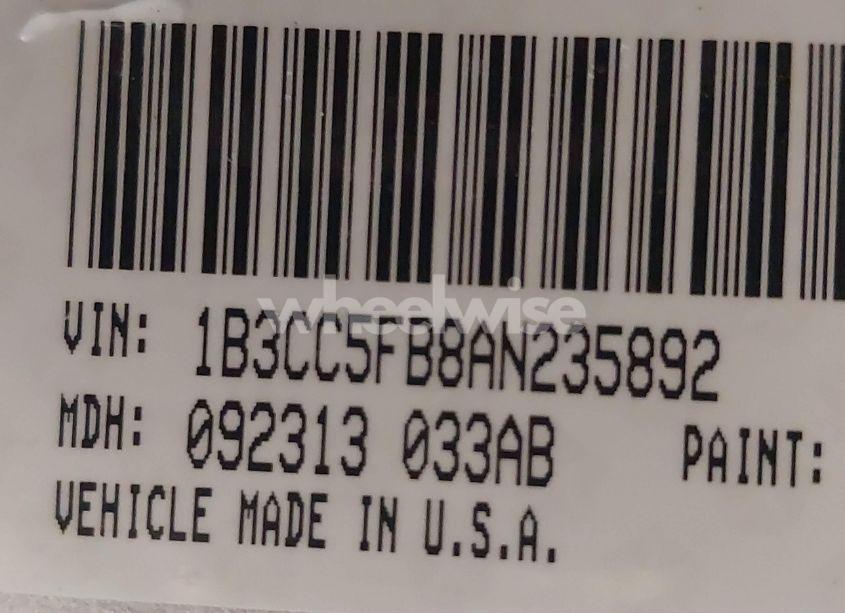 wheelwise
VIN: 1B3CC5FB8AN235892
MDH: 092313 033AB PAINT:
VEHICLE MADE IN U.S.A.